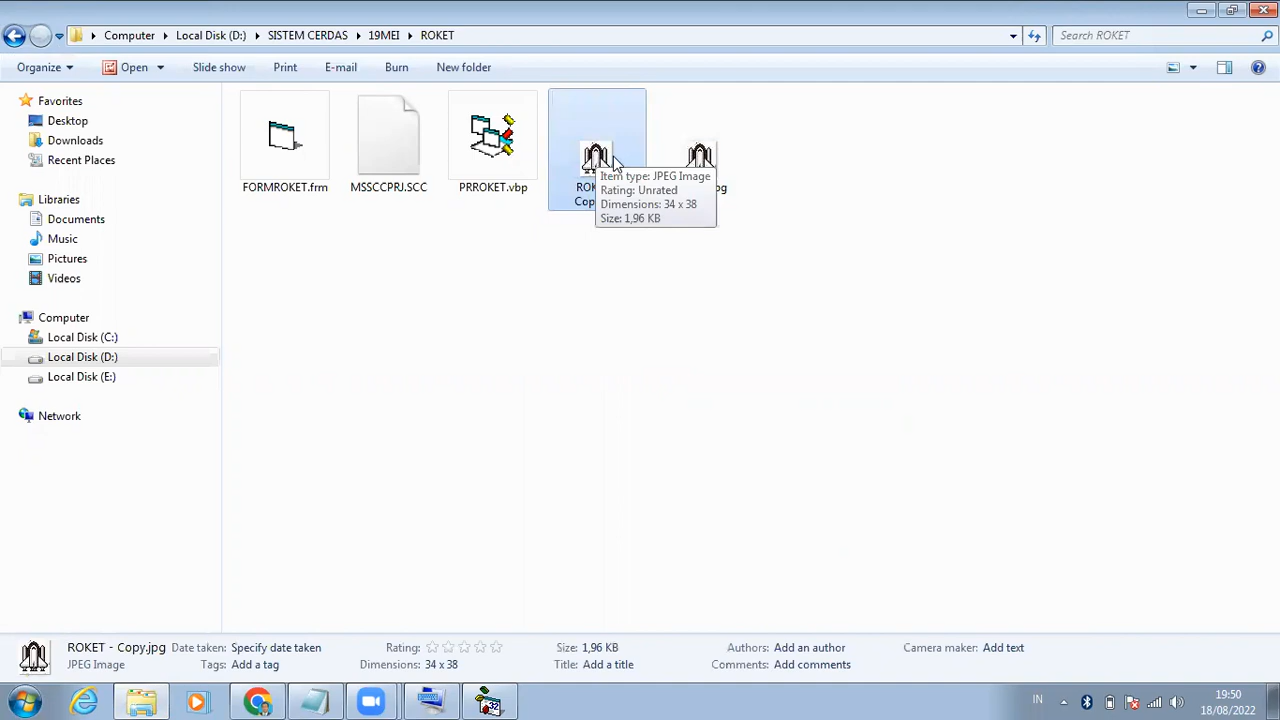 Computer Local Disk (D:) SISTEM CERDAS 19MEI ROKET Search ROKET
Organize Open Slide show Print E-mail Burn New folder
Favorites
Desktop
Downloads
Recent Places
Libraries
Documents
Music
Pictures
Videos
Computer
Local Disk (C:)
Local Disk (D:)
Local Disk (E:)
Network
FORMROKET.frm MSSCCPRJ.SCC PRROKET.vbp
Item type: JPEG Image
Rating: Unrated
Dimensions: 34 x 38
Size: 1,96 KB
ROKET - Copy.jpg Date taken: Specify date taken Rating: Size: 1,96 KB Authors: Add an author Camera maker: Add text
JPEG Image Tags: Add a tag Dimensions: 34 x 38 Title: Add a title Comments: Add comments
32
IN
19:50
18/08/2022